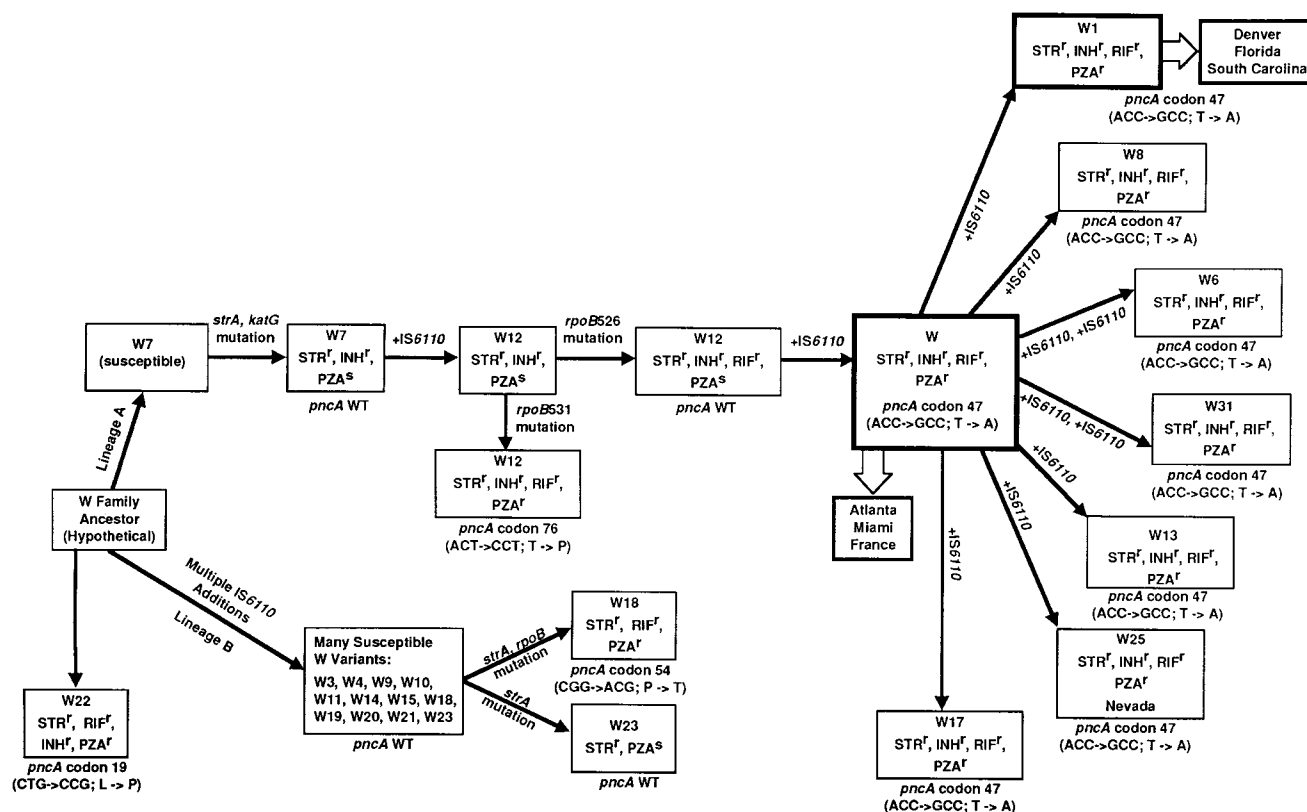 W1
STRr, INHr, RIFr,
PZAr
Denver
Florida
South Carolina
pncA codon 47
(ACC->GCC; T -> A)
+IS6110
W8
STRr, INHr, RIFr,
PZAr
pncA codon 47
(ACC->GCC; T -> A)
+IS6110
W6
STRr, INHr, RIFr,
PZAr
pncA codon 47
(ACC->GCC; T -> A)
+IS6110, +IS6110
W7
(susceptible)
strA, katG
mutation
W7
STRr, INHr,
PZAs
pncA WT
+IS6110
W12
STRr, INHr,
PZAs
rpoB526
mutation
W12
STRr, INHr, RIFr,
PZAs
pncA WT
+IS6110
W
STRr, INHr, RIFr,
PZAr
pncA codon 47
(ACC->GCC; T -> A)
+IS6110, +IS6110
W31
STRr, INHr, RIFr,
PZAr
pncA codon 47
(ACC->GCC; T -> A)
rpoB531
mutation
W12
STRr, INHr, RIFr,
PZAr
pncA codon 76
(ACT->CCT; T -> P)
Lineage A
W Family
Ancestor
(Hypothetical)
Atlanta
Miami
France
+IS6110
W13
STRr, INHr, RIFr,
PZAr
pncA codon 47
(ACC->GCC; T -> A)
+IS6110
W25
STRr, INHr, RIFr
PZAr
Nevada
pncA codon 47
(ACC->GCC; T -> A)
+IS6110
W17
STRr, INHr, RIFr,
PZAr
pncA codon 47
(ACC->GCC; T -> A)
Multiple IS6110
Additions
Lineage B
Many Susceptible
W Variants:
W3, W4, W9, W10,
W11, W14, W15, W18,
W19, W20, W21, W23
pncA WT
strA, rpoB
mutation
W18
STRr, RIFr,
PZAr
pncA codon 54
(CGG->ACG; P -> T)
strA
mutation
W23
STRr, PZAs
pncA WT
W22
STRr, RIFr,
INHr, PZAr
pncA codon 19
(CTG->CCG; L -> P)